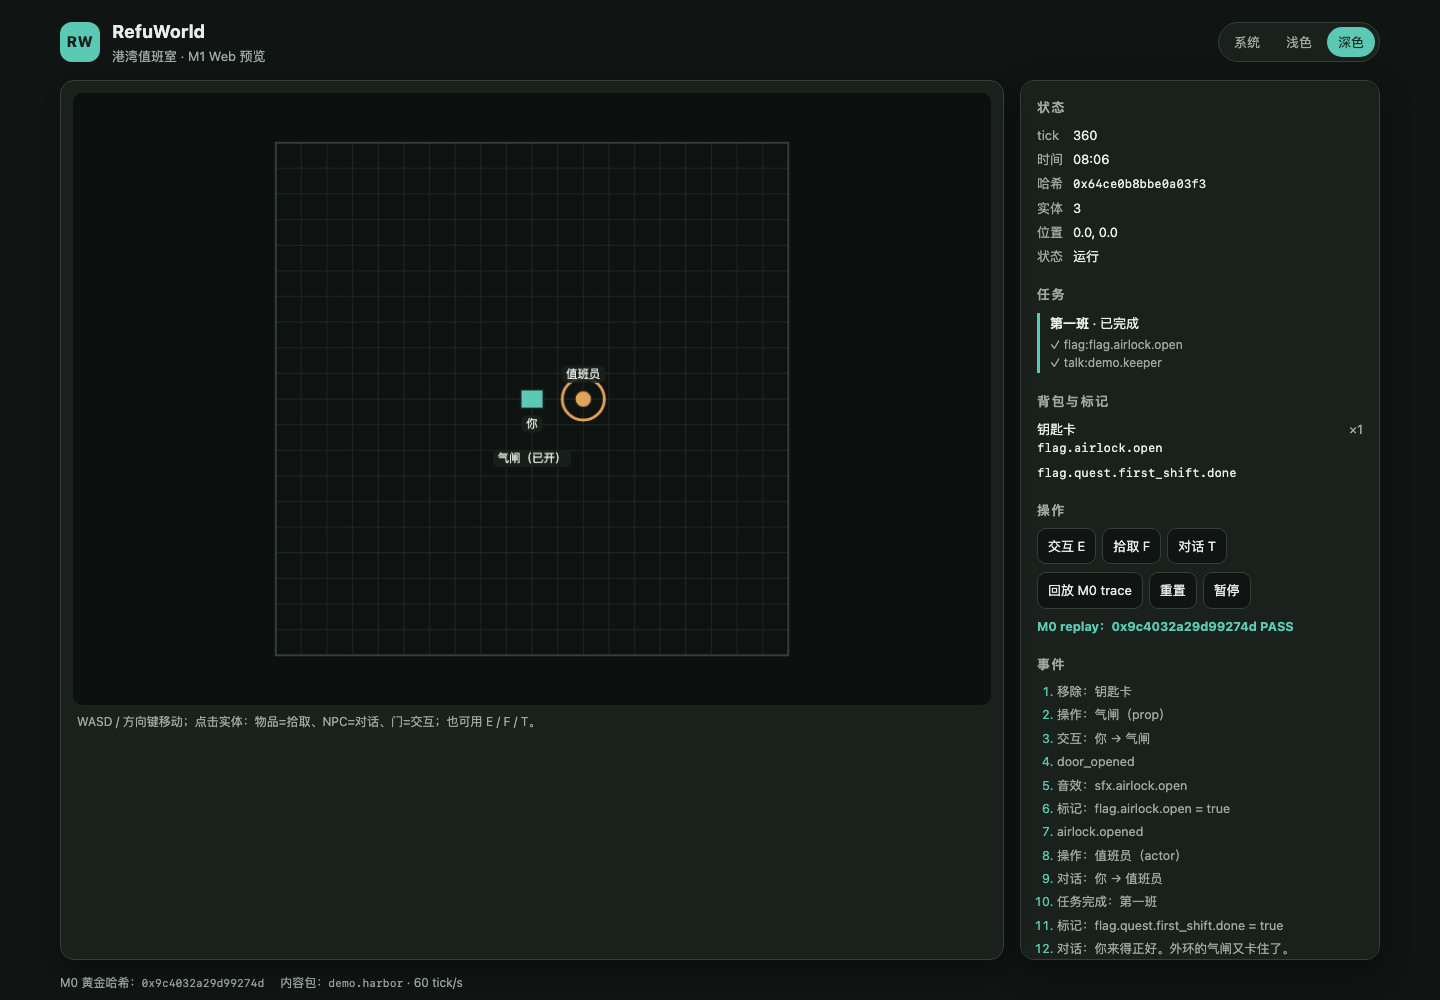 RW
RefuWorld
港湾值班室 · M1 Web 预览
系统 浅色 深色
值班员
你
气闸（已开）
WASD / 方向键移动；点击实体：物品=拾取、NPC=对话、门=交互；也可用 E / F / T。
状态
tick 360
时间 08:06
哈希 0x64ce0b8bbe0a03f3
实体 3
位置 0.0, 0.0
状态 运行
任务
第一班 · 已完成
✓ flag:flag.airlock.open
✓ talk:demo.keeper
背包与标记
钥匙卡 ×1
flag.airlock.open
flag.quest.first_shift.done
操作
交互 E 拾取 F 对话 T
回放 M0 trace 重置 暂停
M0 replay：0x9c4032a29d99274d PASS
事件
1. 移除：钥匙卡
2. 操作：气闸（prop）
3. 交互：你 → 气闸
4. door_opened
5. 音效：sfx.airlock.open
6. 标记：flag.airlock.open = true
7. airlock.opened
8. 操作：值班员（actor）
9. 对话：你 → 值班员
10. 任务完成：第一班
11. 标记：flag.quest.first_shift.done = true
12. 对话：你来得正好。外环的气闸又卡住了。
M0 黄金哈希：0x9c4032a29d99274d 内容包：demo.harbor · 60 tick/s